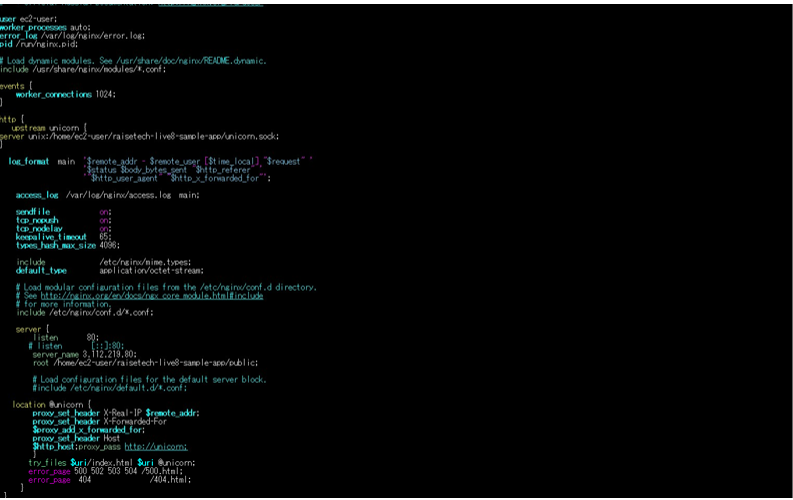 user ec2-user;
worker_processes auto;
error_log /var/log/nginx/error.log;
pid /run/nginx.pid;
# Load dynamic modules. See /usr/share/doc/nginx/README.dynamic.
include /usr/share/nginx/modules/*.conf;
events {
worker_connections 1024;
}
http {
upstream unicorn {
server unix:/home/ec2-user/raisetech-live8-sample-app/unicorn.sock;
}
log_format main '$remote_addr - $remote_user [$time_local] "$request" '
'$status $body_bytes_sent "$http_referer" '
'"$http_user_agent" "$http_x_forwarded_for"';
access_log /var/log/nginx/access.log main;
sendfile on;
tcp_nopush on;
tcp_nodelay on;
keepalive_timeout 65;
types_hash_max_size 4096;
include /etc/nginx/mime.types;
default_type application/octet-stream;
# Load modular configuration files from the /etc/nginx/conf.d directory.
# See http://nginx.org/en/docs/ngx_core_module.html#include
# for more information.
include /etc/nginx/conf.d/*.conf;
server {
listen 80;
# listen [::]:80;
server_name 3.112.219.80;
root /home/ec2-user/raisetech-live8-sample-app/public;
# Load configuration files for the default server block.
#include /etc/nginx/default.d/*.conf;
location @unicorn {
proxy_set_header X-Real-IP $remote_addr;
proxy_set_header X-Forwarded-For
$proxy_add_x_forwarded_for;
proxy_set_header Host
$http_host;proxy_pass http://unicorn;
}
try_files $uri/index.html $uri @unicorn;
error_page 500 502 503 504 /500.html;
error_page 404 /404.html;
}
}